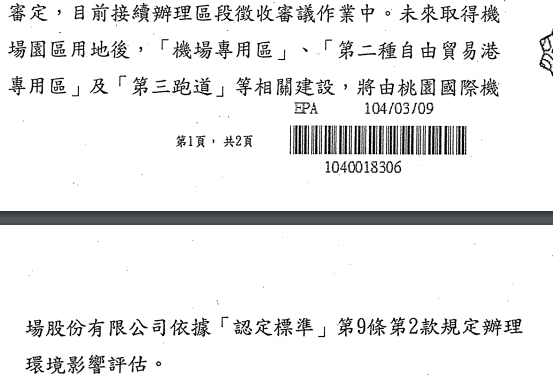 審定，目前接續辦理區段徵收審議作業中。未來取得機
場園區用地後，「機場專用區」、「第二種自由貿易港
專用區」及「第三跑道」等相關建設，將由桃園國際機
EPA 104/03/09
第1頁，共2頁
1040018306
場股份有限公司依據「認定標準」第9條第2款規定辦理
環境影響評估。